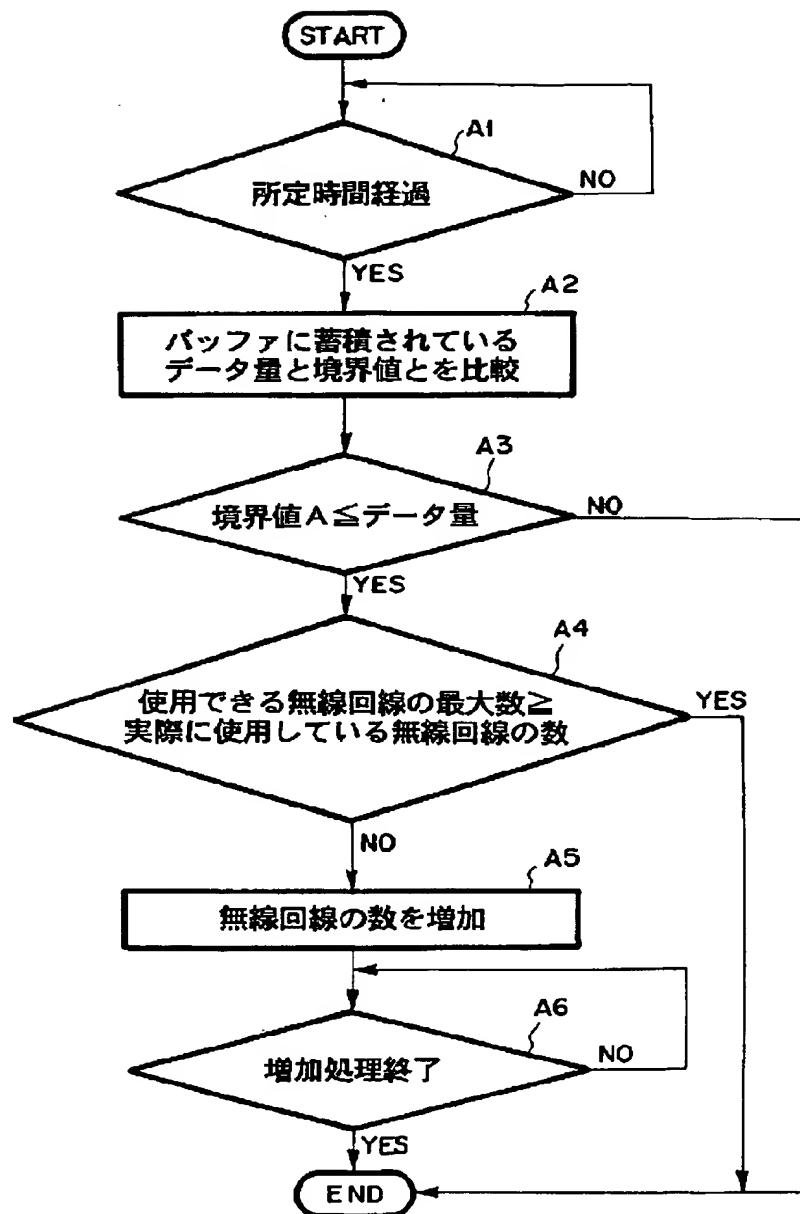 START
A1
所定時間経過
NO
YES
A2
バッファに蓄積されている
データ量と境界値とを比較
A3
境界値A≦データ量
NO
YES
A4
使用できる無線回線の最大数≧
実際に使用している無線回線の数
YES
NO
A5
無線回線の数を増加
A6
増加処理終了
NO
YES
END